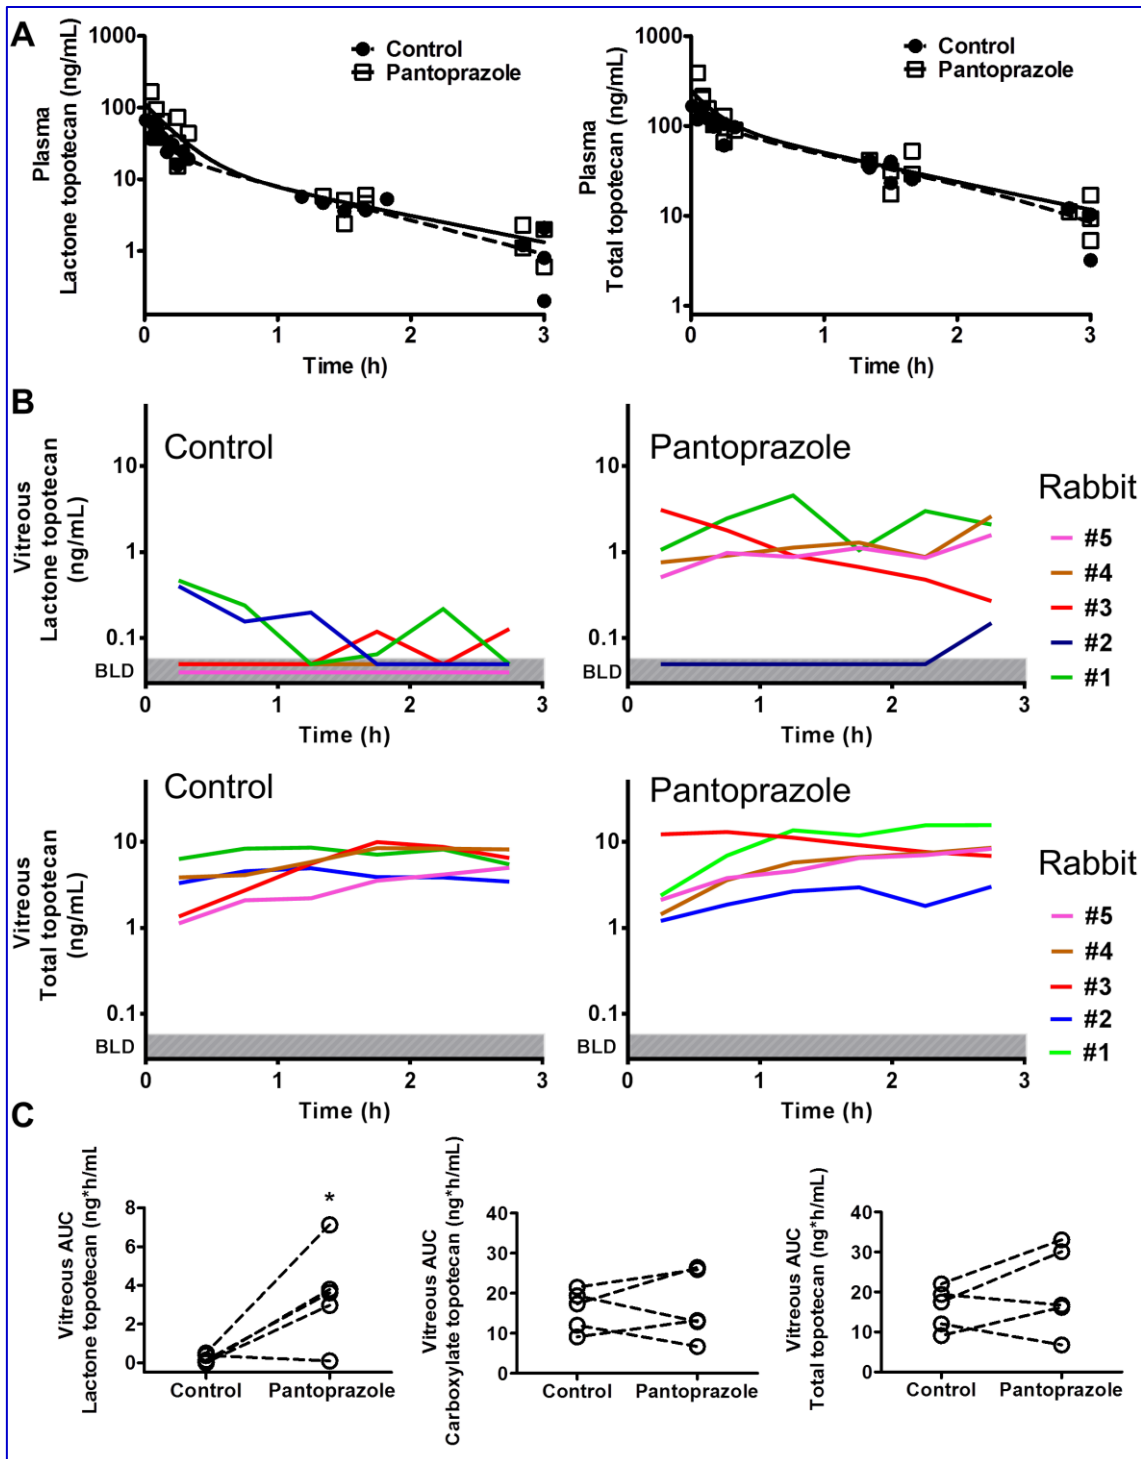 A
Plasma
Lactone topotecan (ng/mL)
1000
100
10
1
0
1
2
3
Time (h)
Control
Pantoprazole
Plasma
Total topotecan (ng/mL)
1000
100
10
1
0
1
2
3
Time (h)
Control
Pantoprazole
B
Vitreous
Lactone topotecan
(ng/mL)
Control
10
1
0.1
BLD
0
1
2
3
Time (h)
Pantoprazole
10
1
0.1
BLD
0
1
2
3
Time (h)
Rabbit
#5
#4
#3
#2
#1
Vitreous
Total topotecan
(ng/mL)
Control
10
1
0.1
BLD
0
1
2
3
Time (h)
Pantoprazole
10
1
0.1
BLD
0
1
2
3
Time (h)
Rabbit
#5
#4
#3
#2
#1
C
Vitreous AUC
Lactone topotecan (ng*h/mL
8
6
4
2
0
*
Control
Pantoprazole
Vitreous AUC
Carboxylate topotecan (ng*h/mL)
40
30
20
10
0
Control
Pantoprazole
Vitreous AUC
Total topotecan (ng*h/mL)
40
30
20
10
0
Control
Pantoprazole